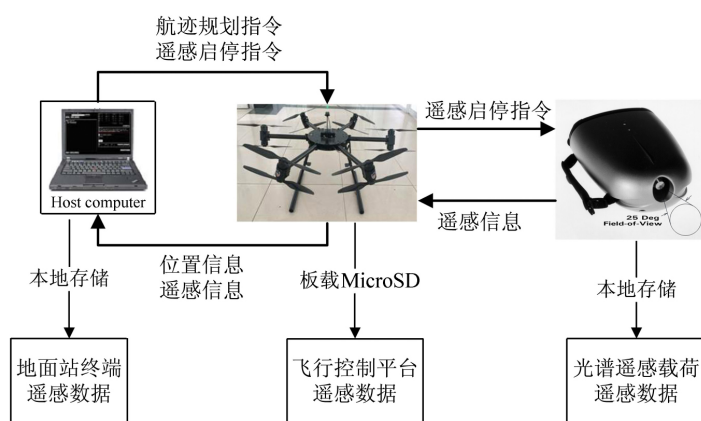 航迹规划指令
遥感启停指令
遥感启停指令
Host computer
25 Deg
Field-of-View
遥感信息
位置信息
遥感信息
本地存储
板载MicroSD
本地存储
地面站终端
遥感数据
飞行控制平台
遥感数据
光谱遥感载荷
遥感数据